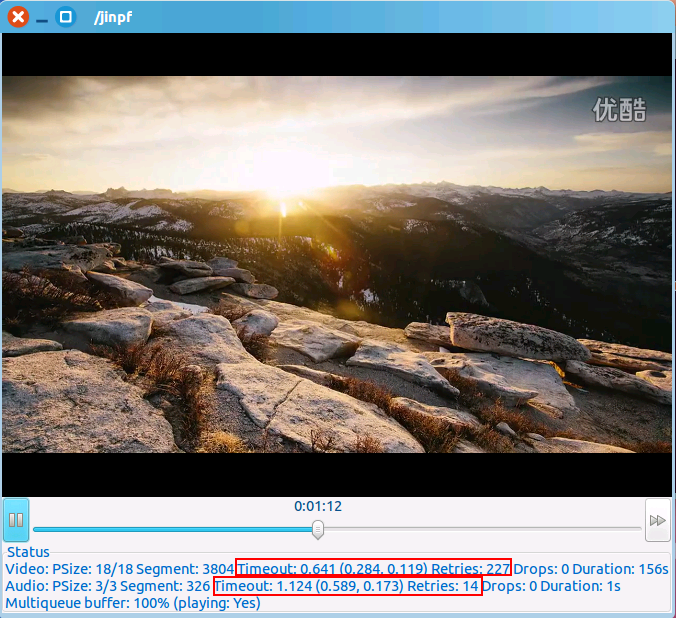 /jinpf
优酷
0:01:12
Status
Video: PSize: 18/18 Segment: 3804 Timeout: 0.641 (0.284, 0.119) Retries: 227 Drops: 0 Duration: 156s
Audio: PSize: 3/3 Segment: 326 Timeout: 1.124 (0.589, 0.173) Retries: 14 Drops: 0 Duration: 1s
Multiqueue buffer: 100% (playing: Yes)